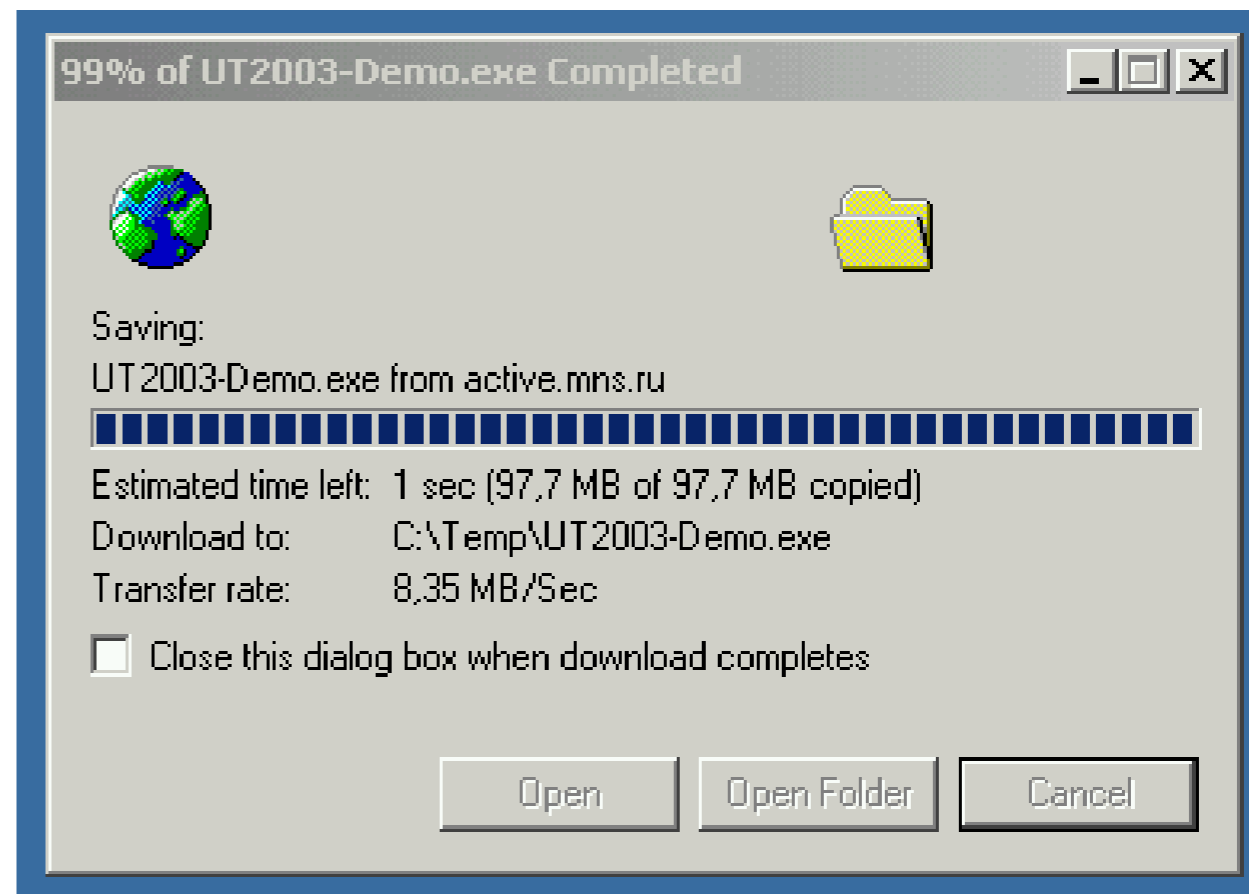 99% of UT2003-Demo.exe Completed
Saving:
UT2003-Demo.exe from active.mns.ru
Estimated time left: 1 sec (97,7 MB of 97,7 MB copied)
Download to: C:\Temp\UT2003-Demo.exe
Transfer rate: 8,35 MB/Sec
Close this dialog box when download completes
Open Open Folder Cancel